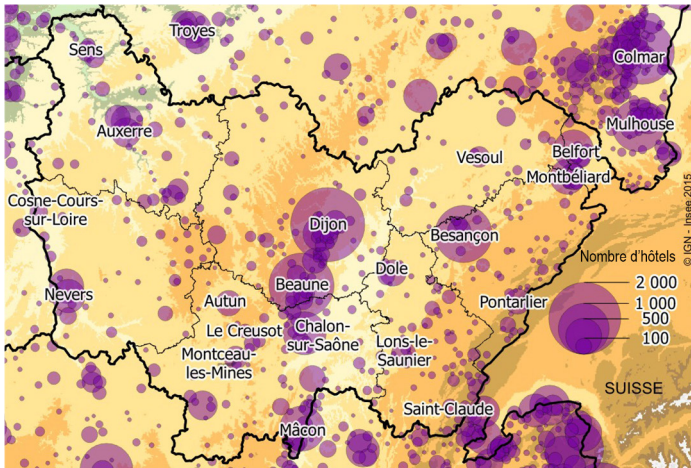 Troyes
Sens
Colmar
Auxerre
Mulhouse
Vesoul
Belfort
Montbéliard
Cosne-Cours-
sur-Loire
Dijon
Besançon
© IGN - Insee 2015
Nombre d'hôtels
2 000
1 000
500
100
Nevers
Beaune
Dole
Autun
Pontarlier
Le Creusot
Chalon-
sur-Saône
Montceau-
les-Mines
Lons-le-
Saunier
SUISSE
Saint-Claude
Mâcon